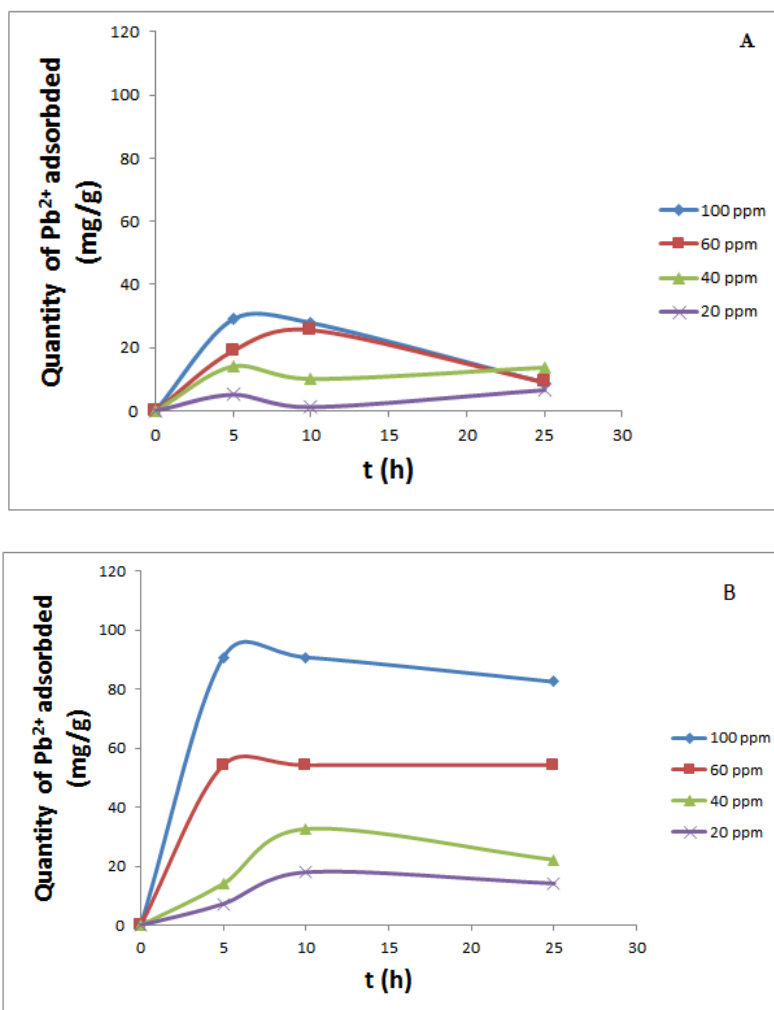 A
Quantity of Pb²⁺ adsorbded
(mg/g)
120
100
80
60
40
20
0
0 5 10 15 20 25 30
t (h)
100 ppm
60 ppm
40 ppm
20 ppm
B
Quantity of Pb²⁺ adsorbded
(mg/g)
120
100
80
60
40
20
0
0 5 10 15 20 25 30
t (h)
100 ppm
60 ppm
40 ppm
20 ppm